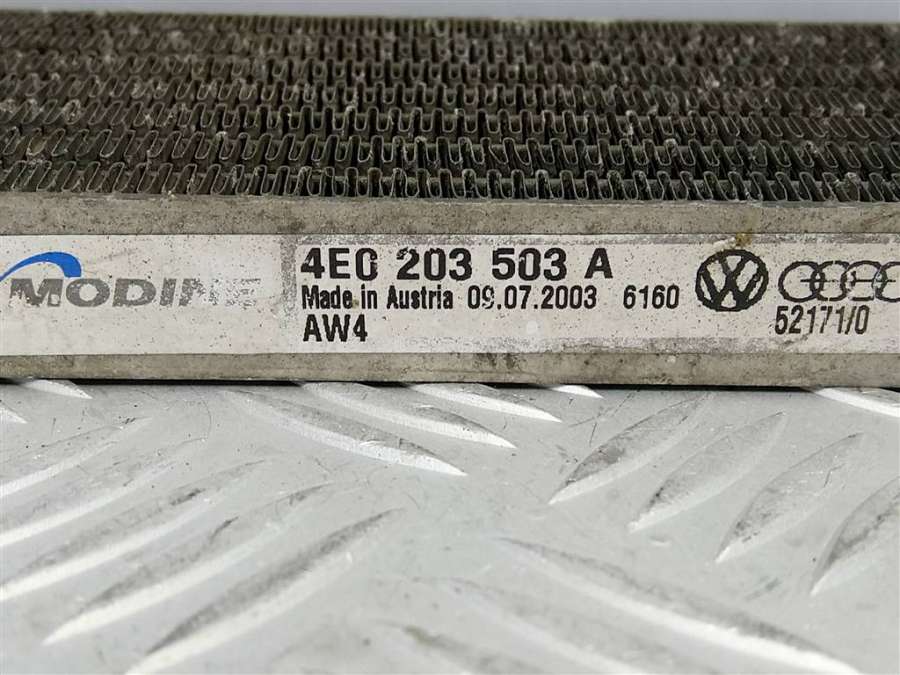 MODINE
4E0 203 503 A
Made in Austria 09.07.2003 6160
AW4
52171/0